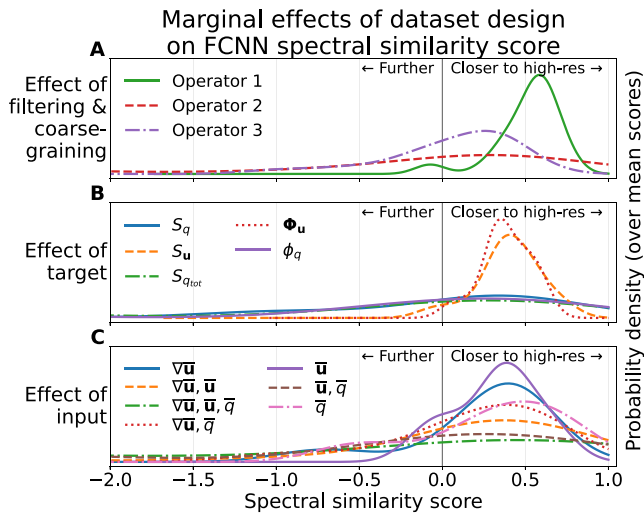 Marginal effects of dataset design
on FCNN spectral similarity score
A
Effect of
filtering &
coarse-
graining
Operator 1
Operator 2
Operator 3
← Further
Closer to high-res →
B
Effect of
target
S_q
S_𝐮
S_{q_{tot}}
𝚽_𝐮
ϕ_q
← Further
Closer to high-res →
C
Effect of
input
∇𝐮̅
∇𝐮̅, 𝐮̅
∇𝐮̅, 𝐮̅, q̅
∇𝐮̅, q̅
𝐮̅
𝐮̅, q̅
q̅
← Further
Closer to high-res →
−2.0 −1.5 −1.0 −0.5 0.0 0.5 1.0
Spectral similarity score
Probability density (over mean scores)